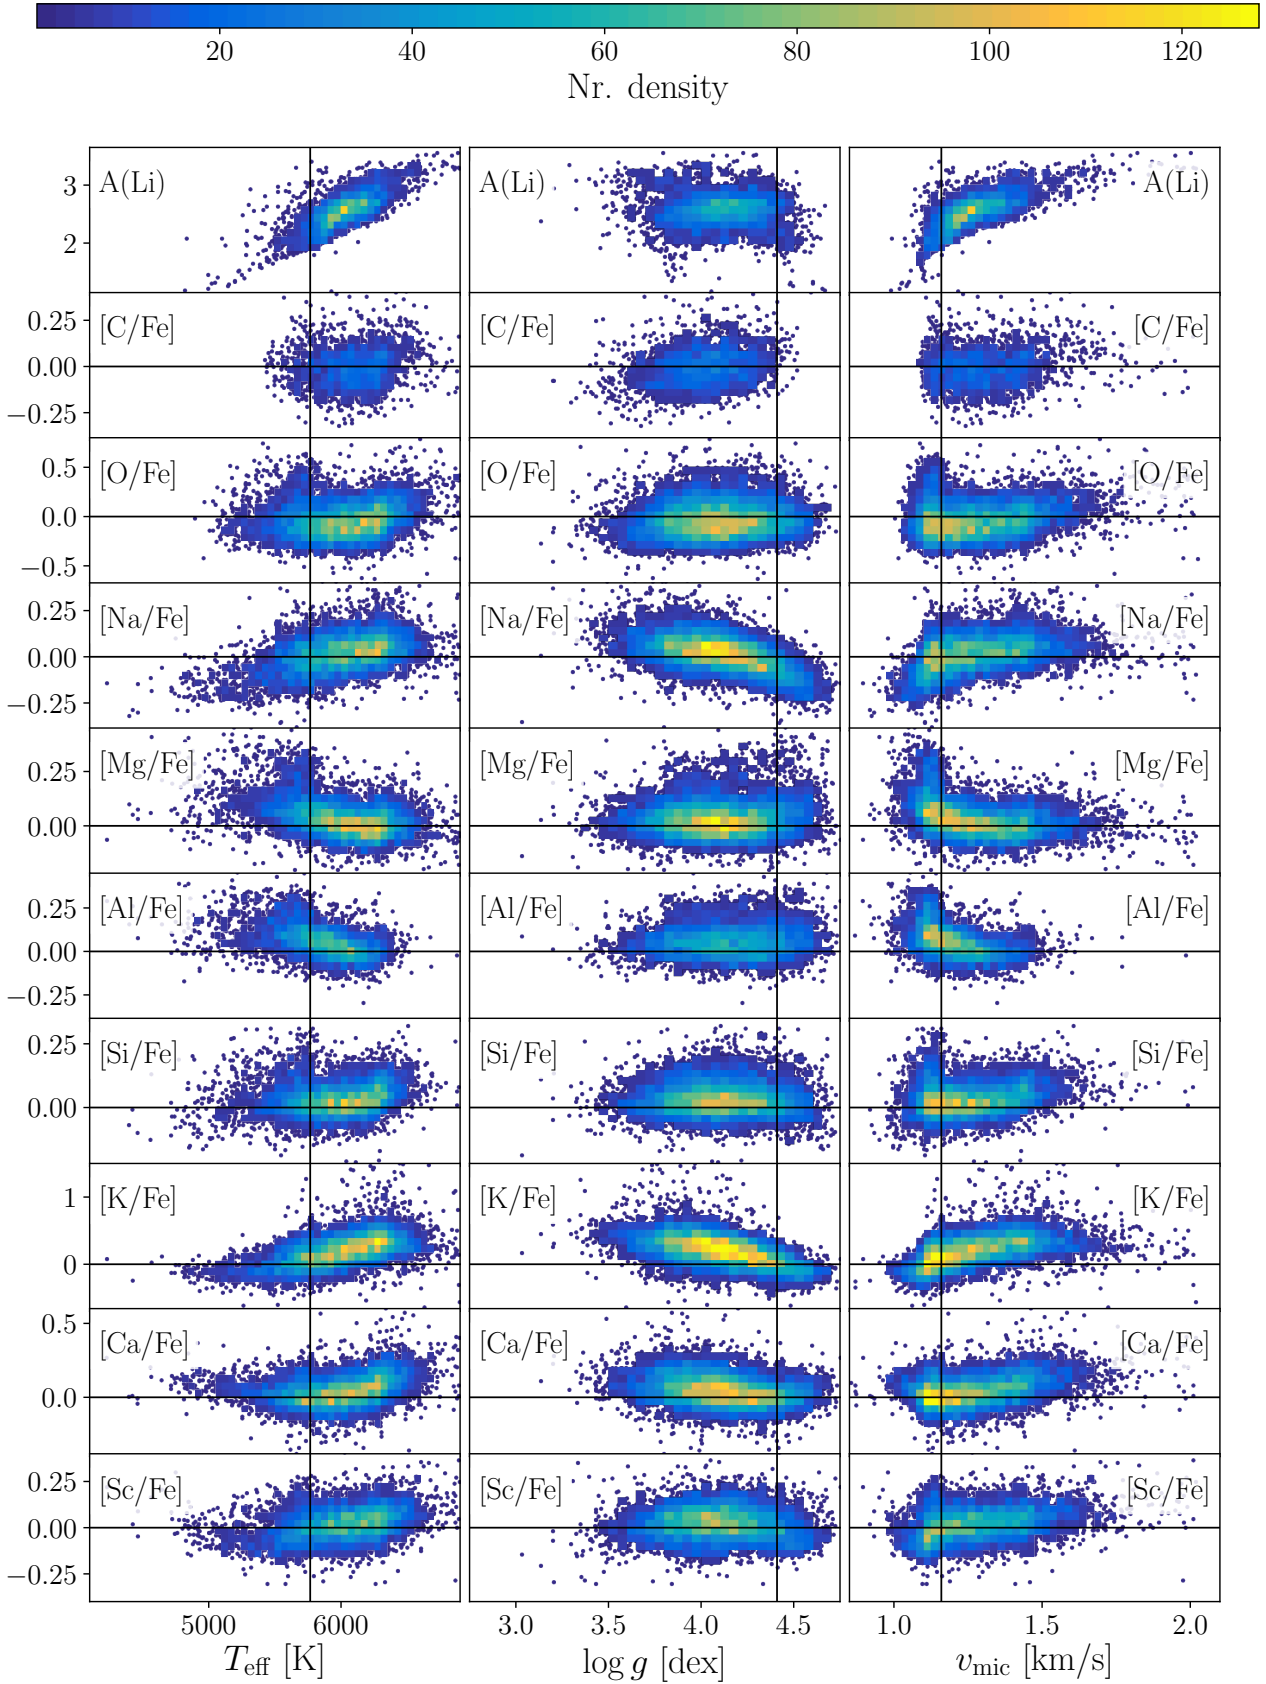 20 40 60 80 100 120
Nr. density
3
2
A(Li) A(Li) A(Li)
0.25
0.00
−0.25
[C/Fe] [C/Fe] [C/Fe]
0.5
0.0
−0.5
[O/Fe] [O/Fe] [O/Fe]
0.25
0.00
−0.25
[Na/Fe] [Na/Fe] [Na/Fe]
0.25
0.00
[Mg/Fe] [Mg/Fe] [Mg/Fe]
0.25
0.00
−0.25
[Al/Fe] [Al/Fe] [Al/Fe]
0.25
0.00
[Si/Fe] [Si/Fe] [Si/Fe]
1
0
[K/Fe] [K/Fe] [K/Fe]
0.5
0.0
[Ca/Fe] [Ca/Fe] [Ca/Fe]
0.25
0.00
−0.25
[Sc/Fe] [Sc/Fe] [Sc/Fe]
5000 6000 3.0 3.5 4.0 4.5 1.0 1.5 2.0
T_eff [K] log g [dex] v_mic [km/s]